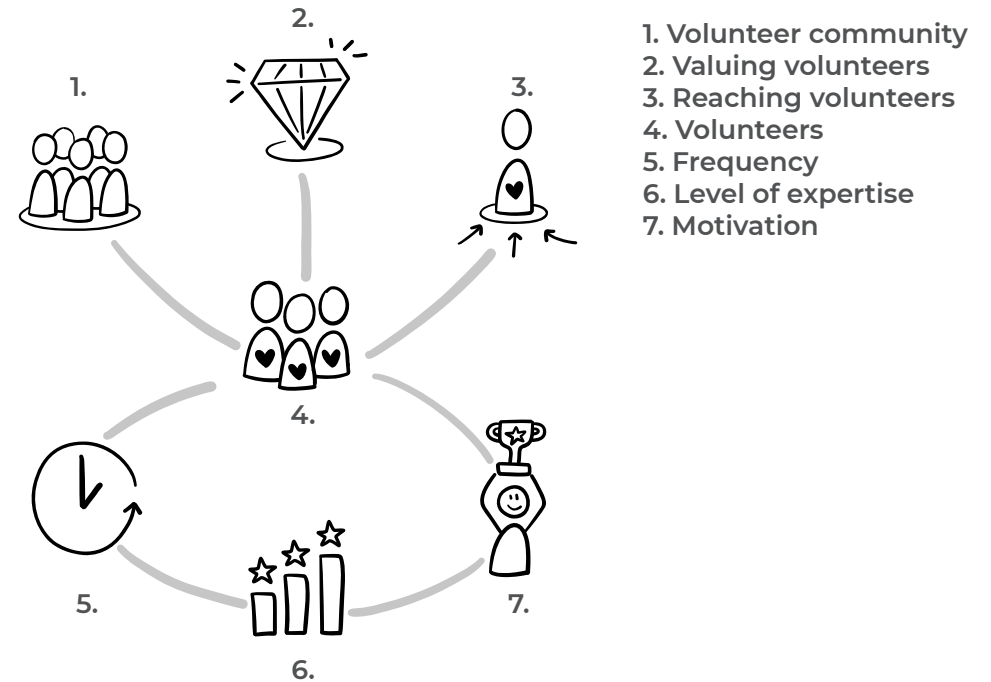 2.
1.
3.
4.
5.
7.
6.
1. Volunteer community
2. Valuing volunteers
3. Reaching volunteers
4. Volunteers
5. Frequency
6. Level of expertise
7. Motivation